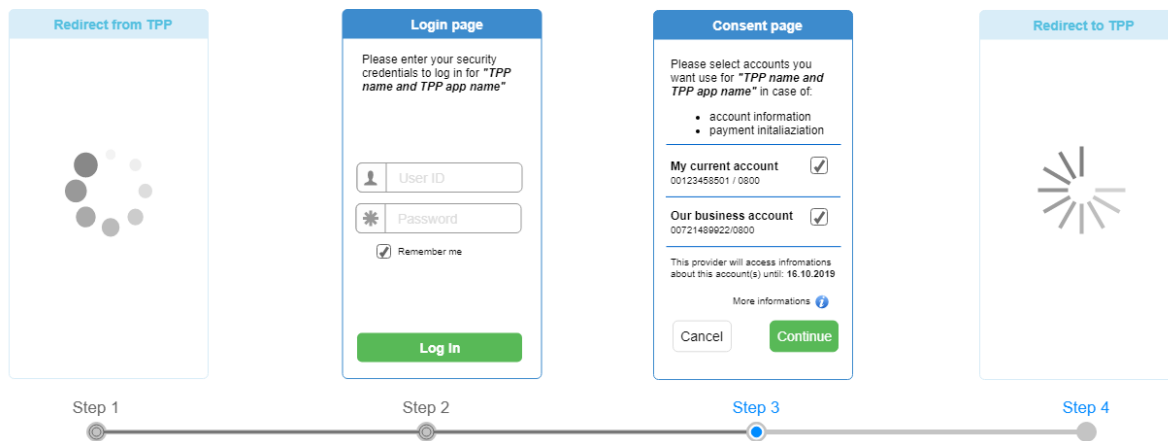 Redirect from TPP
Login page
Please enter your security
credentials to log in for "TPP
name and TPP app name"
User ID
Password
Remember me
Log In
Consent page
Please select accounts you
want use for "TPP name and
TPP app name" in case of:
• account information
• payment initaliaziation
My current account
00123458501 / 0800
Our business account
00721489922/0800
This provider will access infromations
about this account(s) until: 16.10.2019
More informations i
Cancel
Continue
Redirect to TPP
Step 1
Step 2
Step 3
Step 4